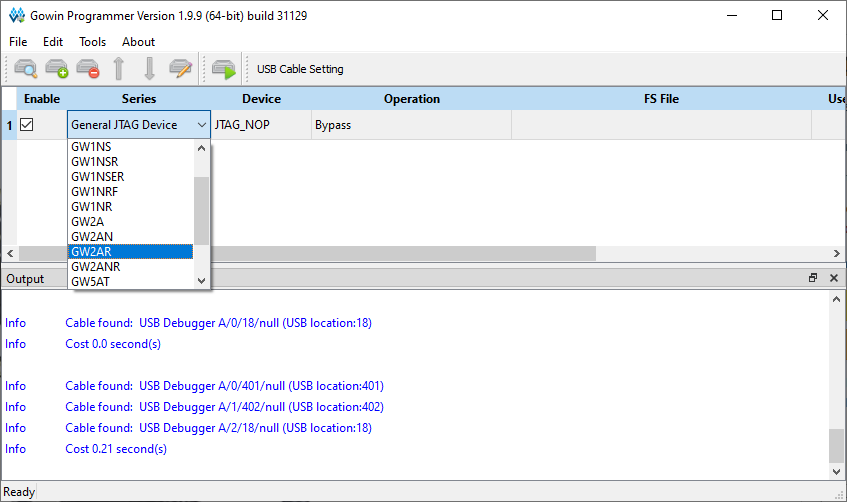 Gowin Programmer Version 1.9.9 (64-bit) build 31129
File Edit Tools About
USB Cable Setting
Enable Series Device Operation FS File Use
1 General JTAG Device JTAG_NOP Bypass
GW1NS
GW1NSR
GW1NSER
GW1NRF
GW1NR
GW2A
GW2AN
GW2AR
GW2ANR
GW5AT
Output
Info Cable found: USB Debugger A/0/18/null (USB location:18)
Info Cost 0.0 second(s)
Info Cable found: USB Debugger A/0/401/null (USB location:401)
Info Cable found: USB Debugger A/1/402/null (USB location:402)
Info Cable found: USB Debugger A/2/18/null (USB location:18)
Info Cost 0.21 second(s)
Ready